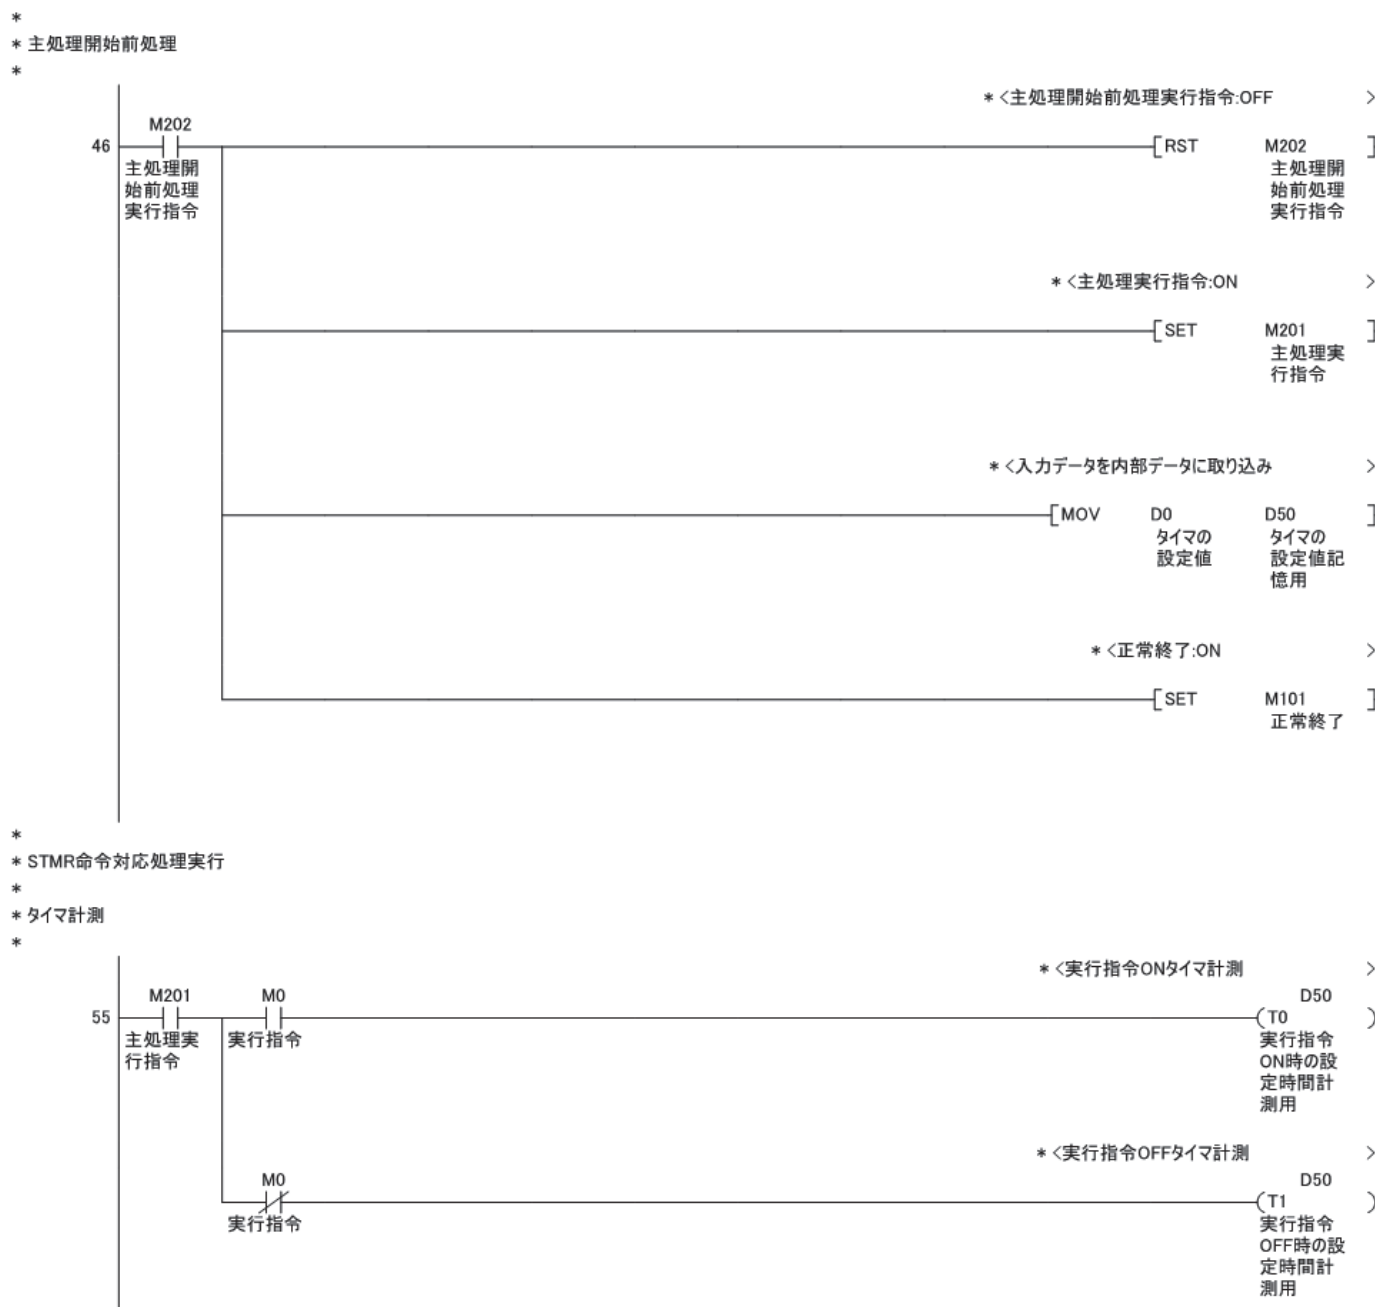 *
* 主処理開始前処理
*
* <主処理開始前処理実行指令:OFF >
M202
46 [RST M202 ]
主処理開 主処理開
始前処理 始前処理
実行指令 実行指令
* <主処理実行指令:ON >
[SET M201 ]
主処理実
行指令
* <入力データを内部データに取り込み >
[MOV D0 D50 ]
タイマの タイマの
設定値 設定値記
憶用
* <正常終了:ON >
[SET M101 ]
正常終了
*
* STMR命令対応処理実行
*
* タイマ計測
*
* <実行指令ONタイマ計測 >
M201 M0 D50
55 (T0 )
主処理実 実行指令 実行指令
行指令 ON時の設
定時間計
測用
* <実行指令OFFタイマ計測 >
M0 D50
(T1 )
実行指令 実行指令
OFF時の設
定時間計
測用